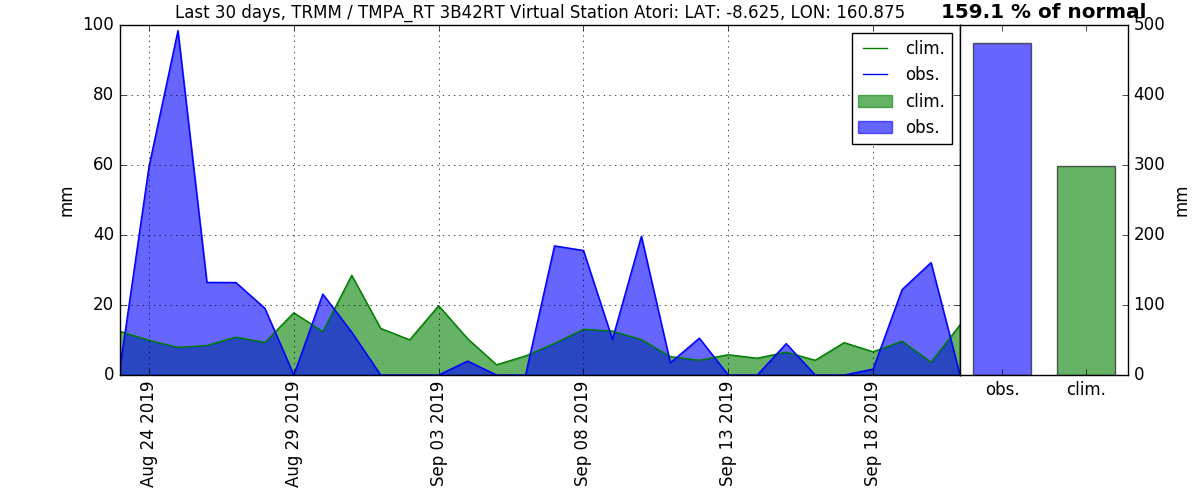 Last 30 days, TRMM / TMPA_RT 3B42RT Virtual Station Atori: LAT: -8.625, LON: 160.875
159.1 % of normal
100
80
60
40
20
0
mm
clim.
obs.
clim.
obs.
Aug 24 2019
Aug 29 2019
Sep 03 2019
Sep 08 2019
Sep 13 2019
Sep 18 2019
500
400
300
200
100
0
mm
obs.
clim.